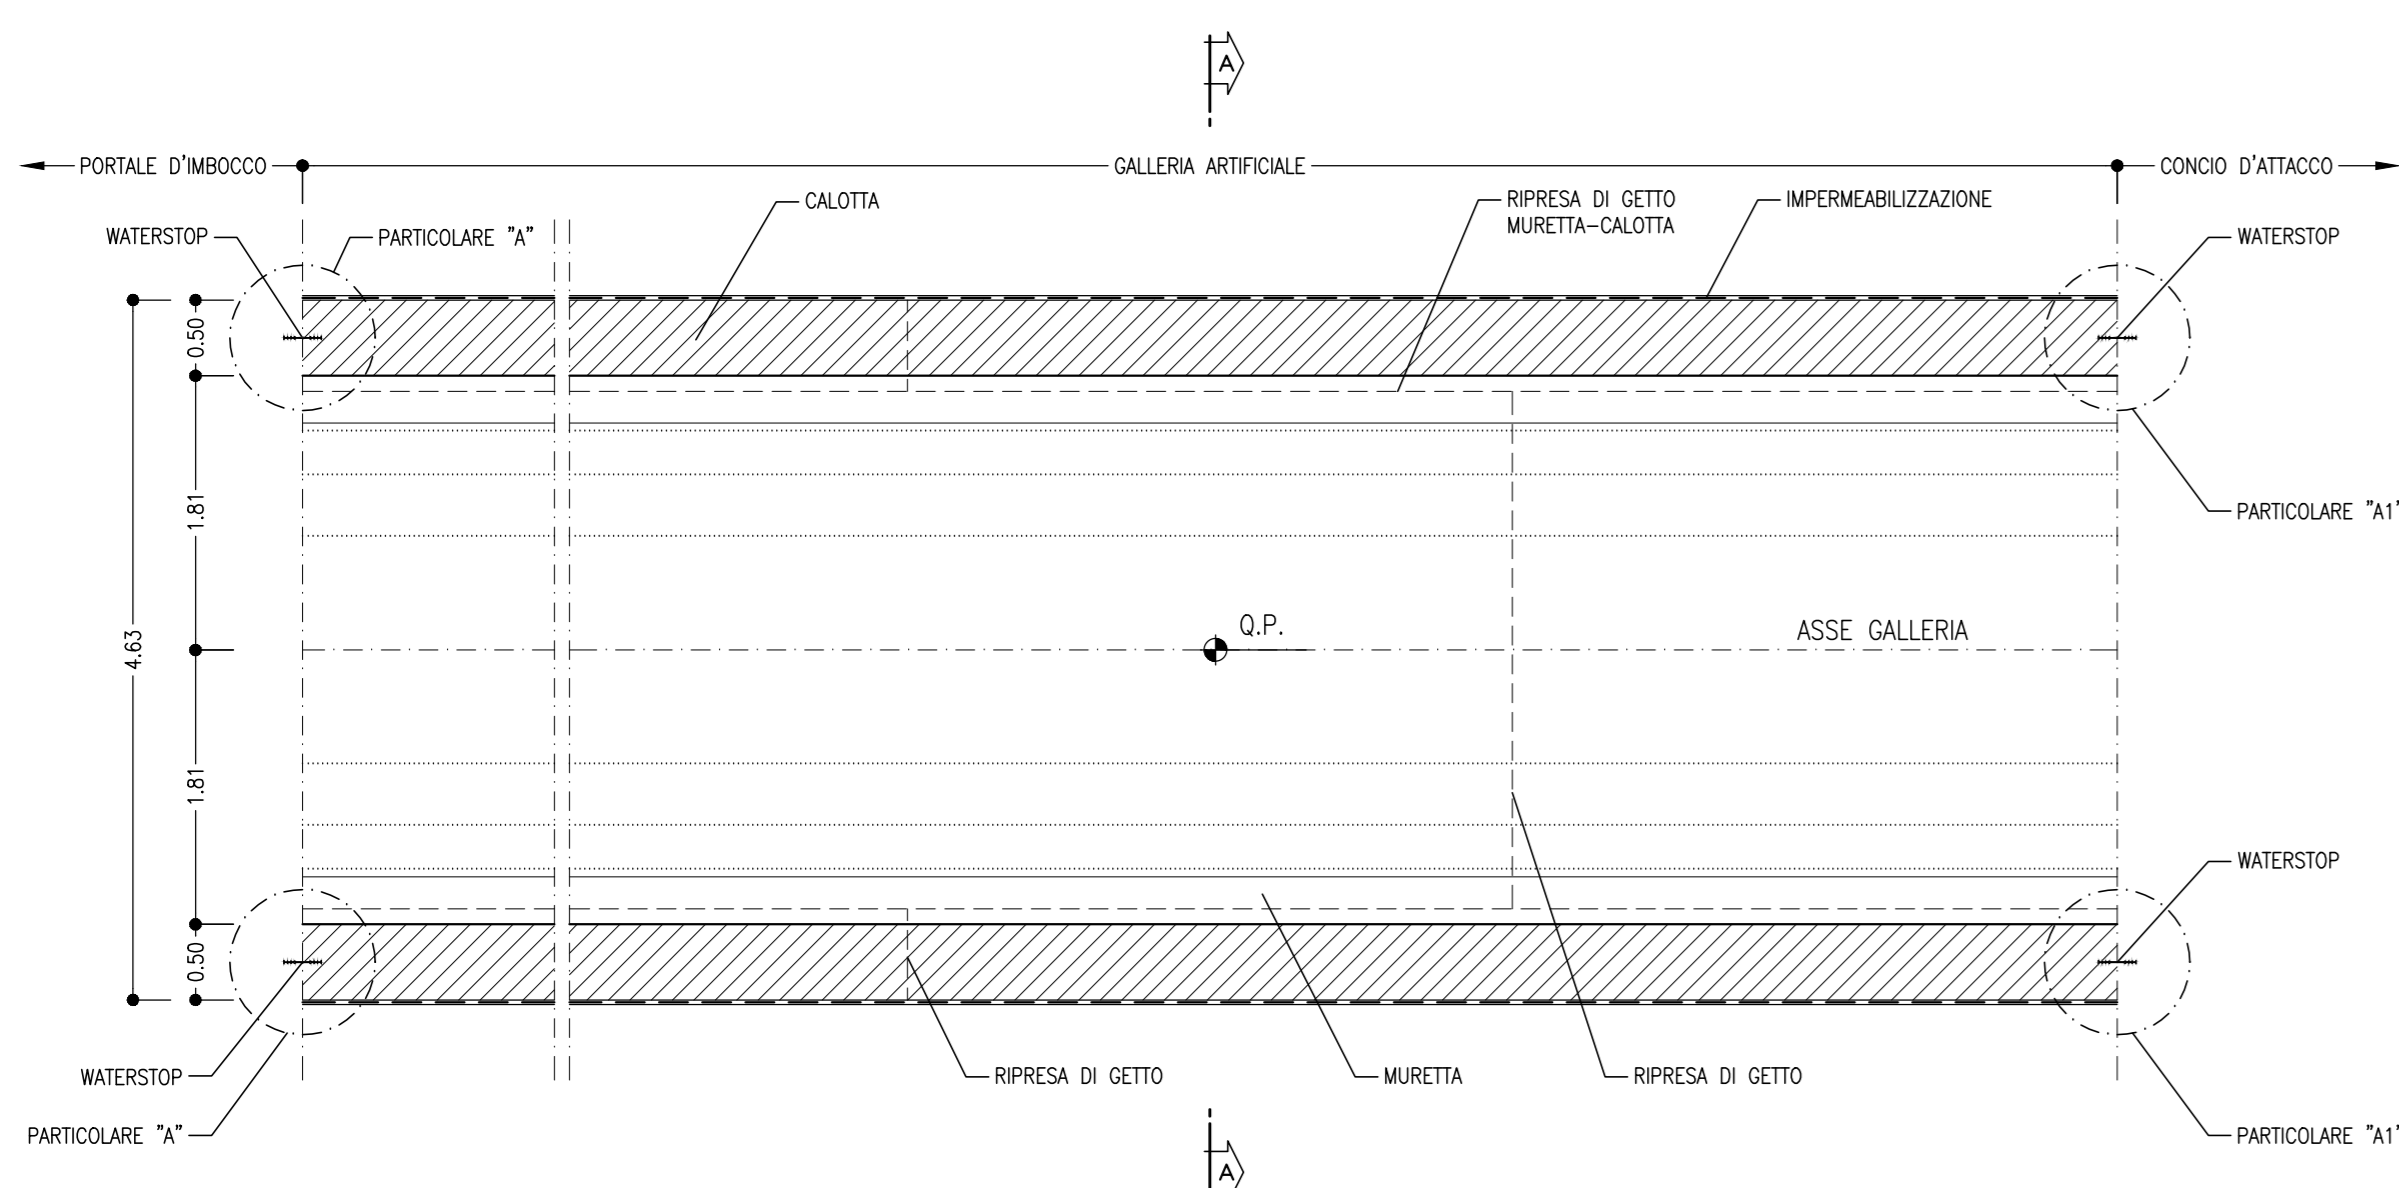 A
PORTALE D'IMBOCCO
GALLERIA ARTIFICIALE
CONCIO D'ATTACCO
CALOTTA
RIPRESA DI GETTO
MURETTA-CALOTTA
IMPERMEABILIZZAZIONE
WATERSTOP
PARTICOLARE "A"
WATERSTOP
0.50
1.81
PARTICOLARE "A1"
4.63
Q.P.
ASSE GALLERIA
1.81
WATERSTOP
0.50
WATERSTOP
RIPRESA DI GETTO
MURETTA
RIPRESA DI GETTO
PARTICOLARE "A"
PARTICOLARE "A1"
A